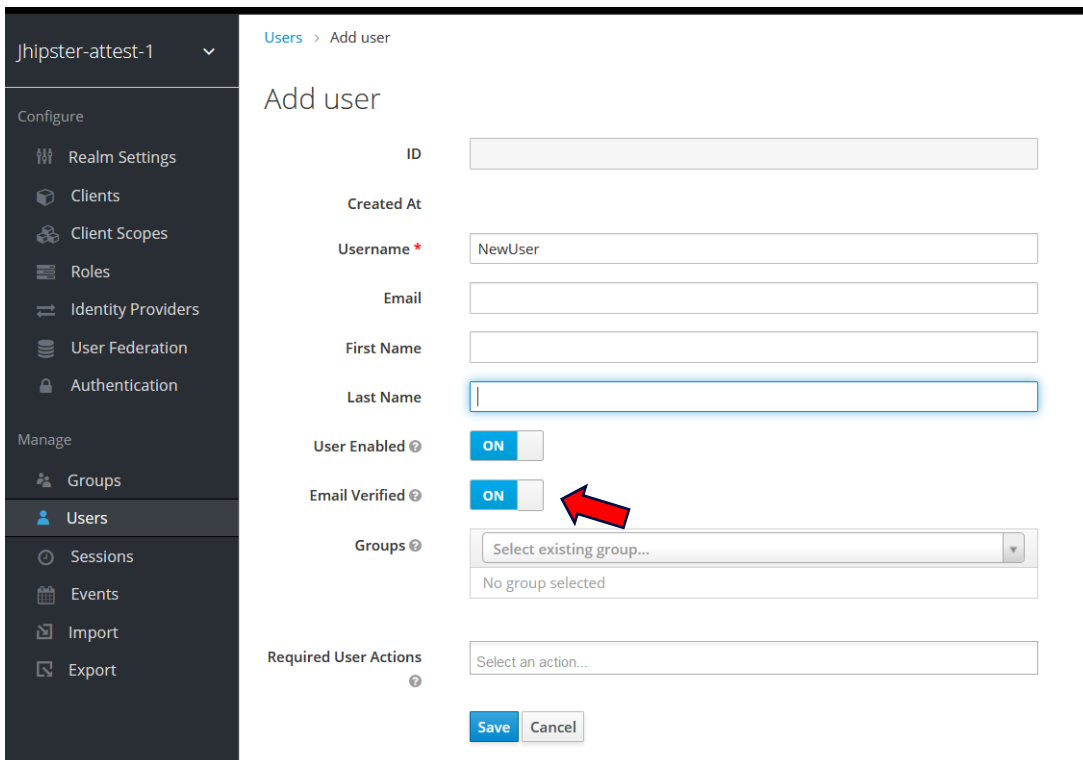 Jhipster-attest-1
Configure
Realm Settings
Clients
Client Scopes
Roles
Identity Providers
User Federation
Authentication
Manage
Groups
Users
Sessions
Events
Import
Export
Users > Add user
Add user
ID
Created At
Username * NewUser
Email
First Name
Last Name
User Enabled ON
Email Verified ON
Groups Select existing group...
No group selected
Required User Actions Select an action...
Save Cancel